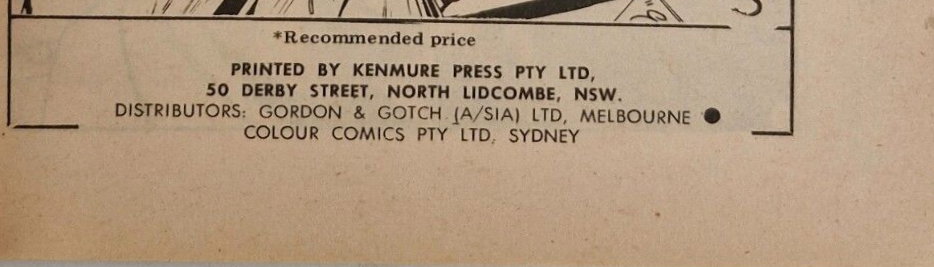 *Recommended price
PRINTED BY KENMURE PRESS PTY LTD,
50 DERBY STREET, NORTH LIDCOMBE, NSW.
DISTRIBUTORS: GORDON & GOTCH (A/SIA) LTD, MELBOURNE ●
COLOUR COMICS PTY LTD, SYDNEY